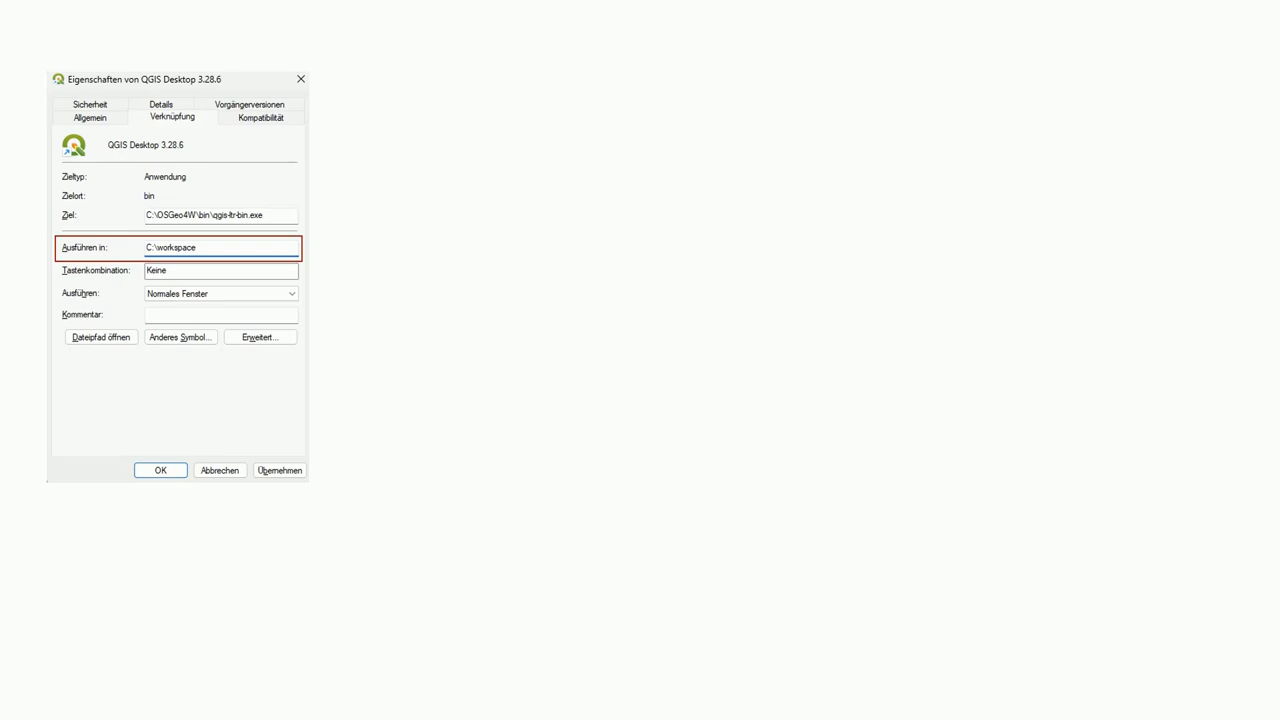 Eigenschaften von QGIS Desktop 3.28.6
Sicherheit Details Vorgängerversionen
Allgemein Verknüpfung Kompatibilität
QGIS Desktop 3.28.6
Zieltyp: Anwendung
Zielort: bin
Ziel: C:\OSGeo4W\bin\qgis-ltr-bin.exe
Ausführen in: C:\workspace
Tastenkombination: Keine
Ausführen: Normales Fenster
Kommentar:
Dateipfad öffnen Anderes Symbol... Erweitert...
OK Abbrechen Übernehmen